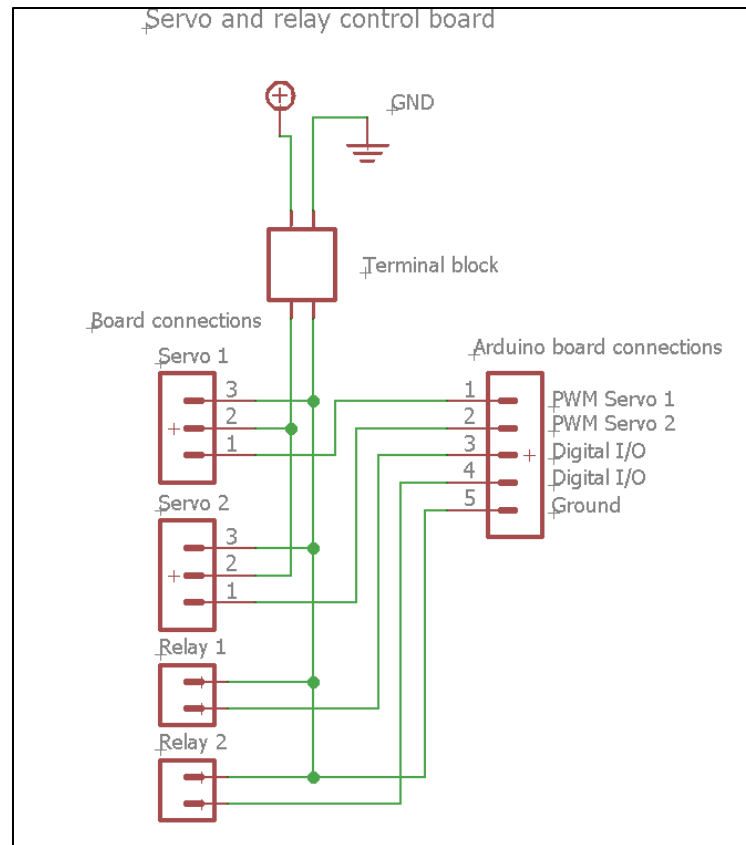 Servo and relay control board
GND
Terminal block
Board connections
Servo 1
3
2
1
Servo 2
3
2
1
Relay 1
Relay 2
Arduino board connections
1 PWM Servo 1
2 PWM Servo 2
3 Digital I/O
4 Digital I/O
5 Ground